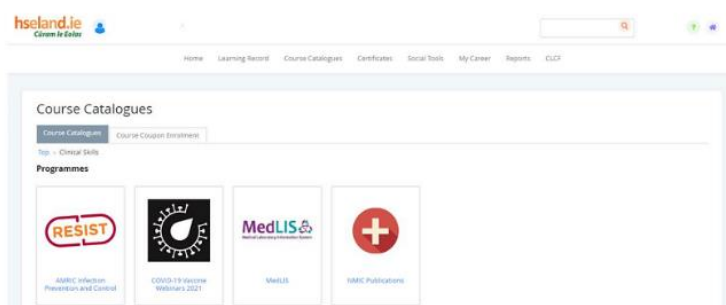 hseland.ie
Cúram le Eolas
Home Learning Record Course Catalogues Certificates Social Tools My Career Reports CLCF
Course Catalogues
Course Catalogues Course Coupon Enrolment
Top > Clinical Skills
Programmes
RESIST
MedLIS
Medical Laboratory Information System
AMRIC Infection Prevention and Control
COVID-19 Vaccine Webinars 2021
MedLIS
NMIC Publications